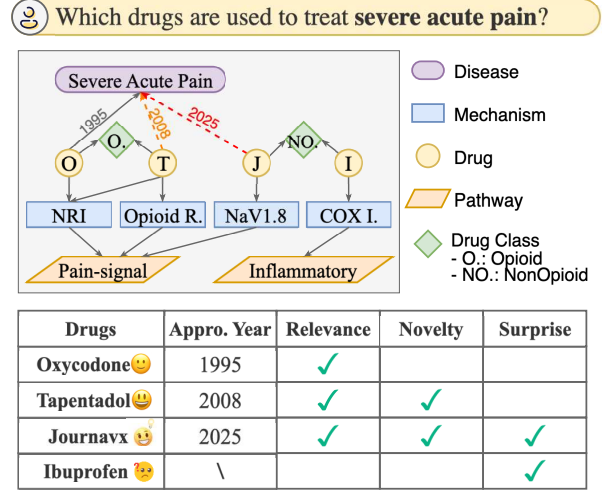 Which drugs are used to treat severe acute pain?
Severe Acute Pain
1995
2008
2025
O.
NO.
O
T
J
I
NRI
Opioid R.
NaV1.8
COX I.
Pain-signal
Inflammatory
Disease
Mechanism
Drug
Pathway
Drug Class
- O.: Opioid
- NO.: NonOpioid
Drugs Appro. Year Relevance Novelty Surprise
Oxycodone🙂 1995 ✓
Tapentadol😃 2008 ✓ ✓
Journavx 2025 ✓ ✓ ✓
Ibuprofen \ ✓